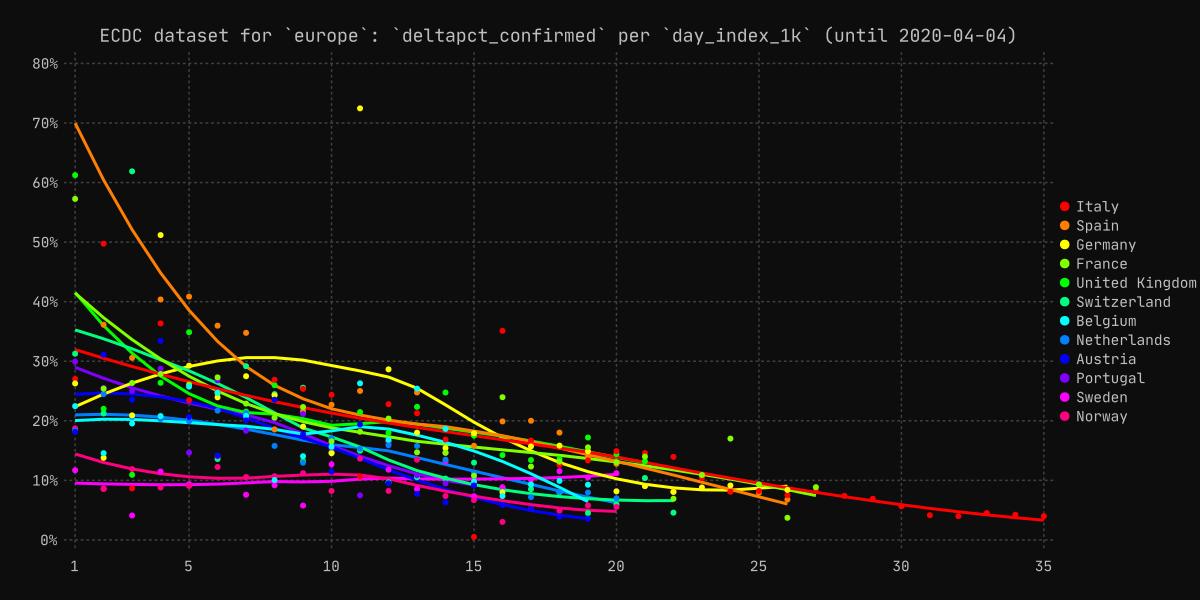 ECDC dataset for `europe`: `deltapct_confirmed` per `day_index_1k` (until 2020-04-04)
80%
70%
60%
50%
40%
30%
20%
10%
0%
1 5 10 15 20 25 30 35
Italy
Spain
Germany
France
United Kingdom
Switzerland
Belgium
Netherlands
Austria
Portugal
Sweden
Norway